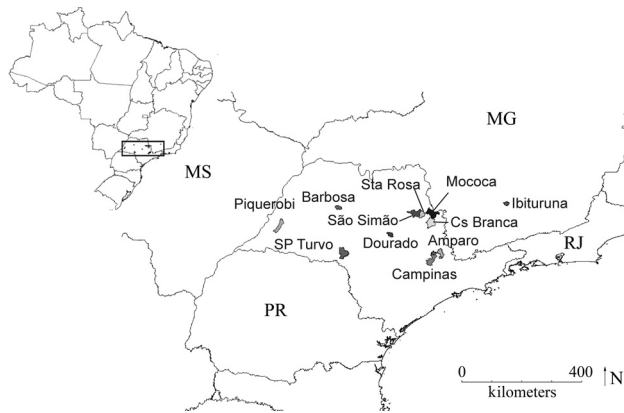 MG
MS
Sta Rosa
Mococa
Piquerobi
Barbosa
Ibituruna
São Simão
Cs Branca
SP Turvo
Dourado
Amparo
RJ
Campinas
PR
0
400
N
kilometers